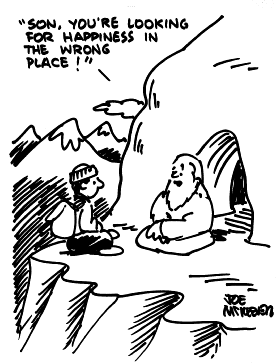 "SON, YOU'RE LOOKING
FOR HAPPINESS IN
THE WRONG
PLACE!"
JOE